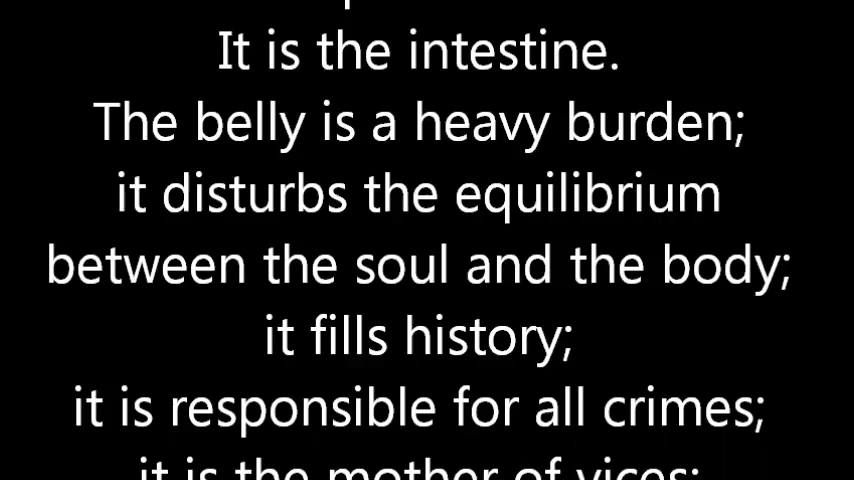 It is the intestine.
The belly is a heavy burden;
it disturbs the equilibrium
between the soul and the body;
it fills history;
it is responsible for all crimes;
it is the mother of vices;